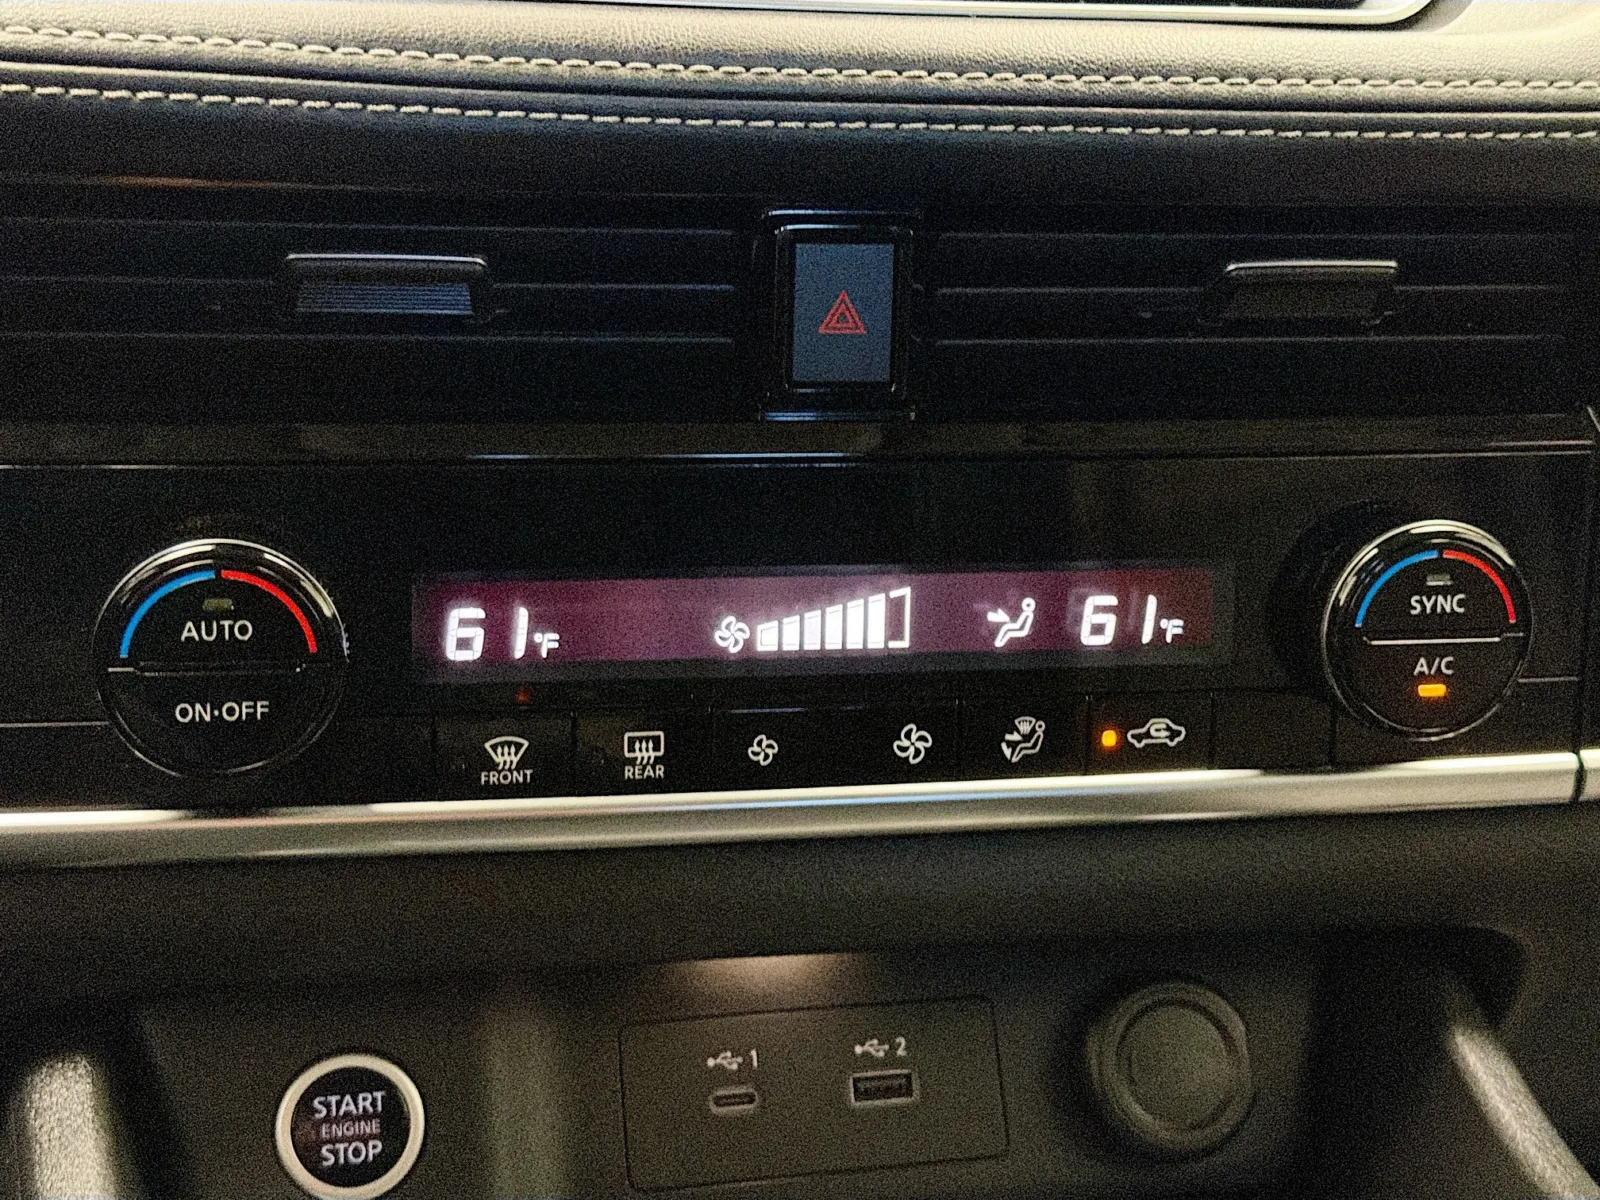 61°F 61°F
AUTO
ON·OFF
SYNC
A/C
FRONT
REAR
1
2
START
ENGINE
STOP